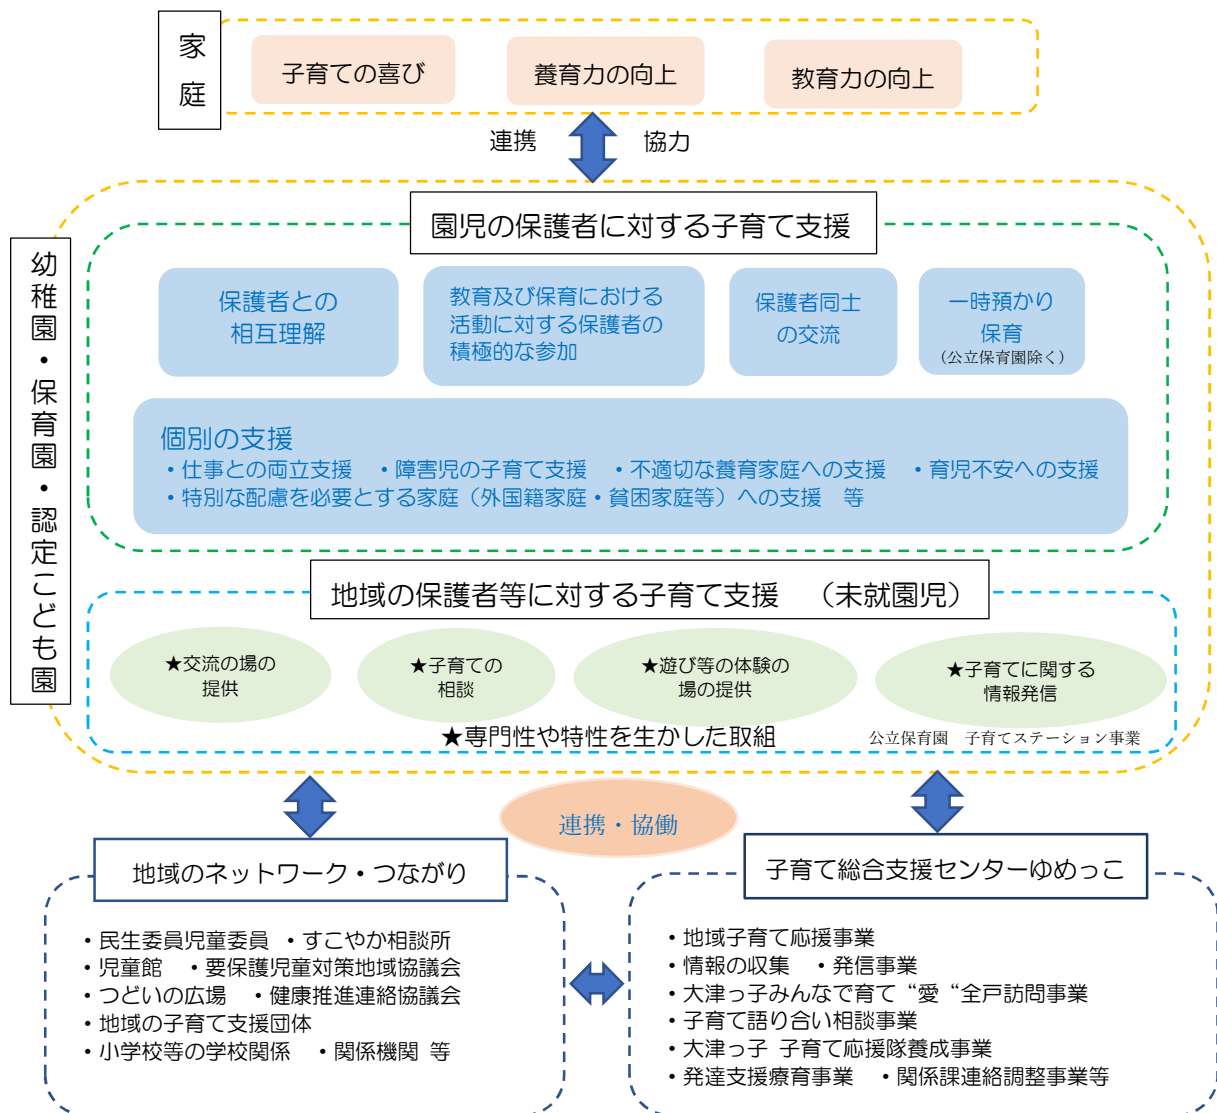 家庭
子育ての喜び
養育力の向上
教育力の向上
連携
協力
園児の保護者に対する子育て支援
幼稚園・保育園・認定こども園
保護者との
相互理解
教育及び保育における
活動に対する保護者の
積極的な参加
保護者同士
の交流
一時預かり
保育
（公立保育園除く）
個別の支援
・仕事との両立支援　・障害児の子育て支援　・不適切な養育家庭への支援　・育児不安への支援
・特別な配慮を必要とする家庭（外国籍家庭・貧困家庭等）への支援　等
地域の保護者等に対する子育て支援　（未就園児）
★交流の場の
提供
★子育ての
相談
★遊び等の体験の
場の提供
★子育てに関する
情報発信
★専門性や特性を生かした取組
公立保育園　子育てステーション事業
連携・協働
地域のネットワーク・つながり
・民生委員児童委員　・すこやか相談所
・児童館　・要保護児童対策地域協議会
・つどいの広場　・健康推進連絡協議会
・地域の子育て支援団体
・小学校等の学校関係　・関係機関 等
子育て総合支援センターゆめっこ
・地域子育て応援事業
・情報の収集　・発信事業
・大津っ子みんなで育て“愛“全戸訪問事業
・子育て語り合い相談事業
・大津っ子 子育て応援隊養成事業
・発達支援療育事業　・関係課連絡調整事業等